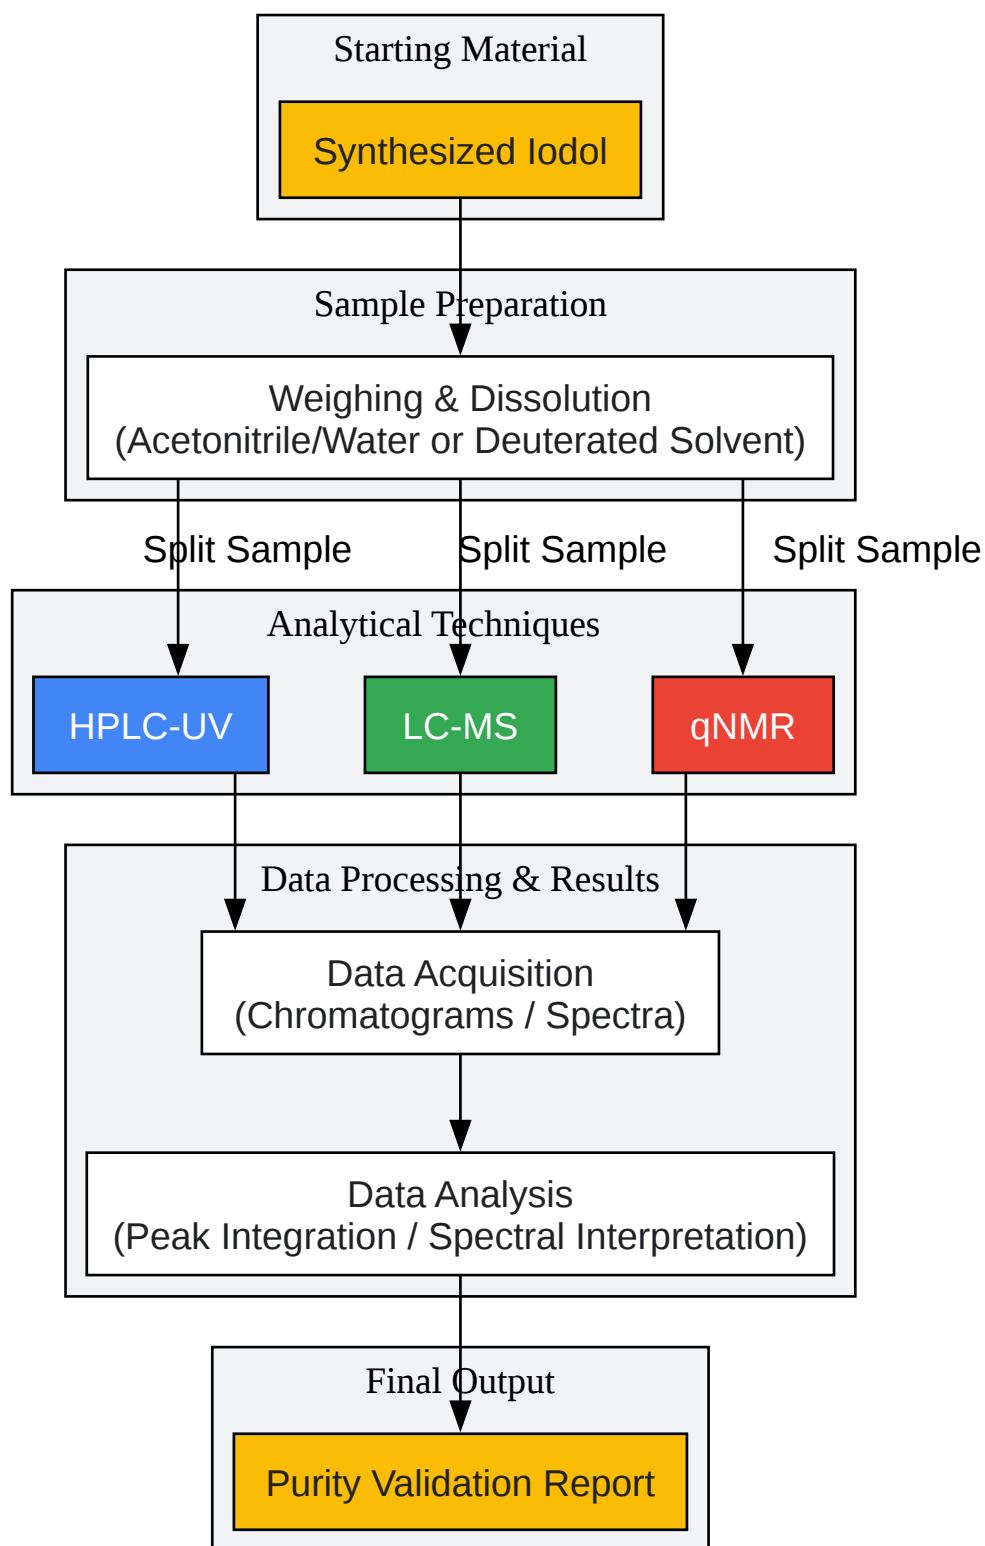 Starting Material
Synthesized Iodol
Sample Preparation
Weighing & Dissolution
(Acetonitrile/Water or Deuterated Solvent)
Split Sample
Split Sample
Split Sample
Analytical Techniques
HPLC-UV
LC-MS
qNMR
Data Processing & Results
Data Acquisition
(Chromatograms / Spectra)
Data Analysis
(Peak Integration / Spectral Interpretation)
Final Output
Purity Validation Report